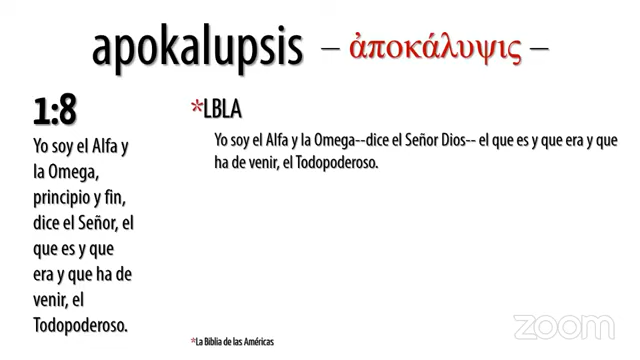 apokalupsis – ἀποκάλυψις –
1:8
Yo soy el Alfa y
la Omega,
principio y fin,
dice el Señor, el
que es y que
era y que ha de
venir, el
Todopoderoso.
*LBLA
Yo soy el Alfa y la Omega--dice el Señor Dios-- el que es y que era y que
ha de venir, el Todopoderoso.
*La Biblia de las Américas
zoom